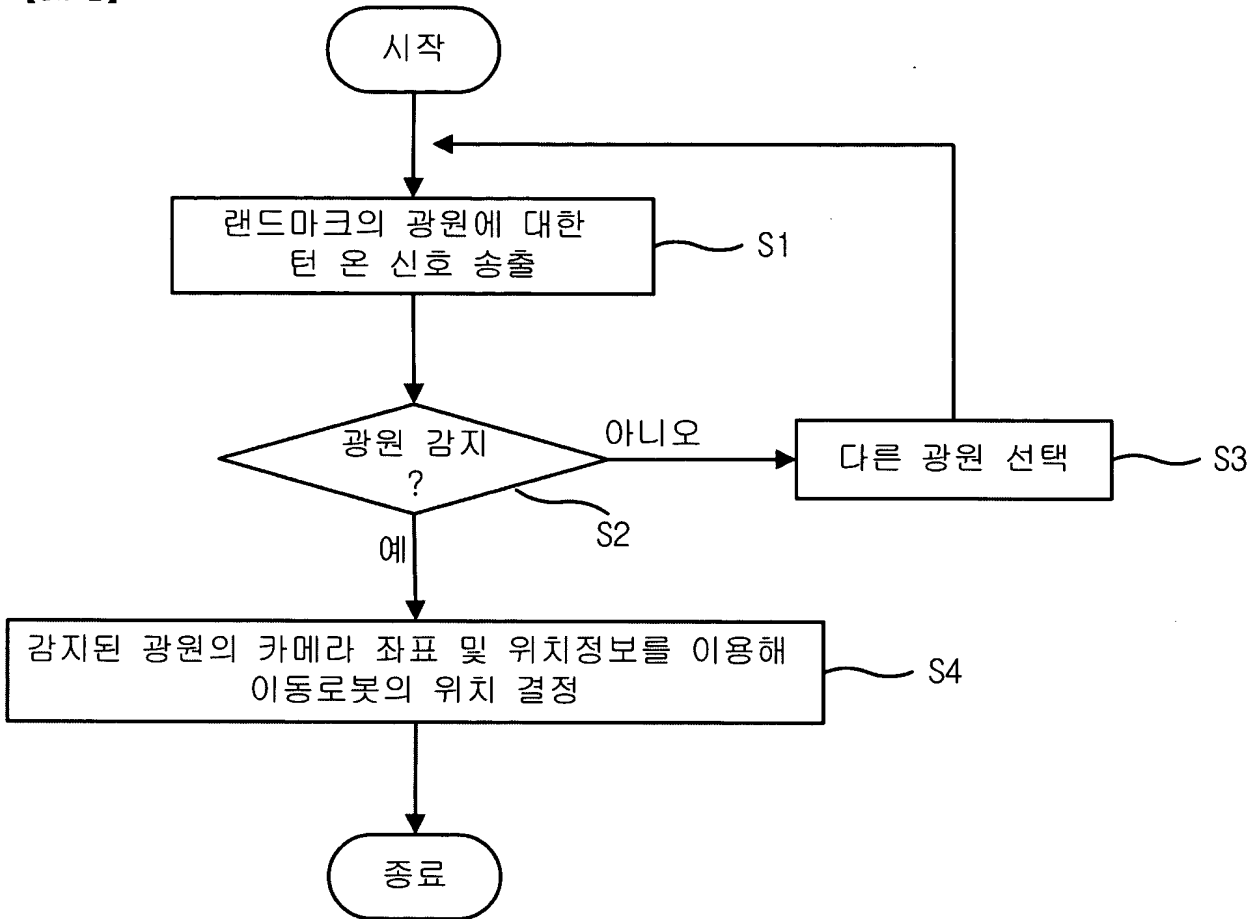 시작
랜드마크의 광원에 대한
턴 온 신호 송출
S1
광원 감지
?
아니오
다른 광원 선택
S3
S2
예
감지된 광원의 카메라 좌표 및 위치정보를 이용해
이동로봇의 위치 결정
S4
종료